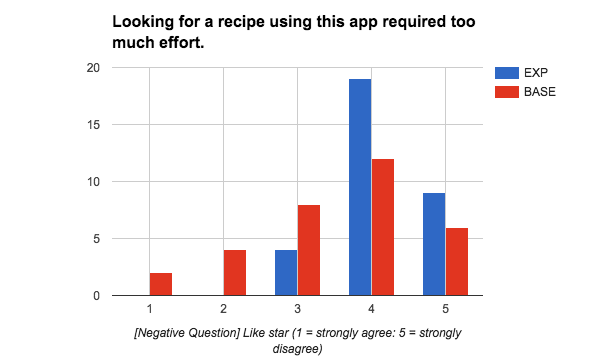 Looking for a recipe using this app required too
much effort.
20
EXP
BASE
15
10
5
0
1 2 3 4 5
[Negative Question] Like star (1 = strongly agree: 5 = strongly
disagree)